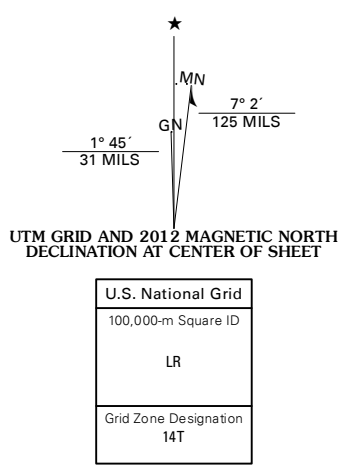 ★
MN
GN
7° 2´
125 MILS
1° 45´
31 MILS
UTM GRID AND 2012 MAGNETIC NORTH
DECLINATION AT CENTER OF SHEET
U.S. National Grid
100,000-m Square ID
LR
Grid Zone Designation
14T